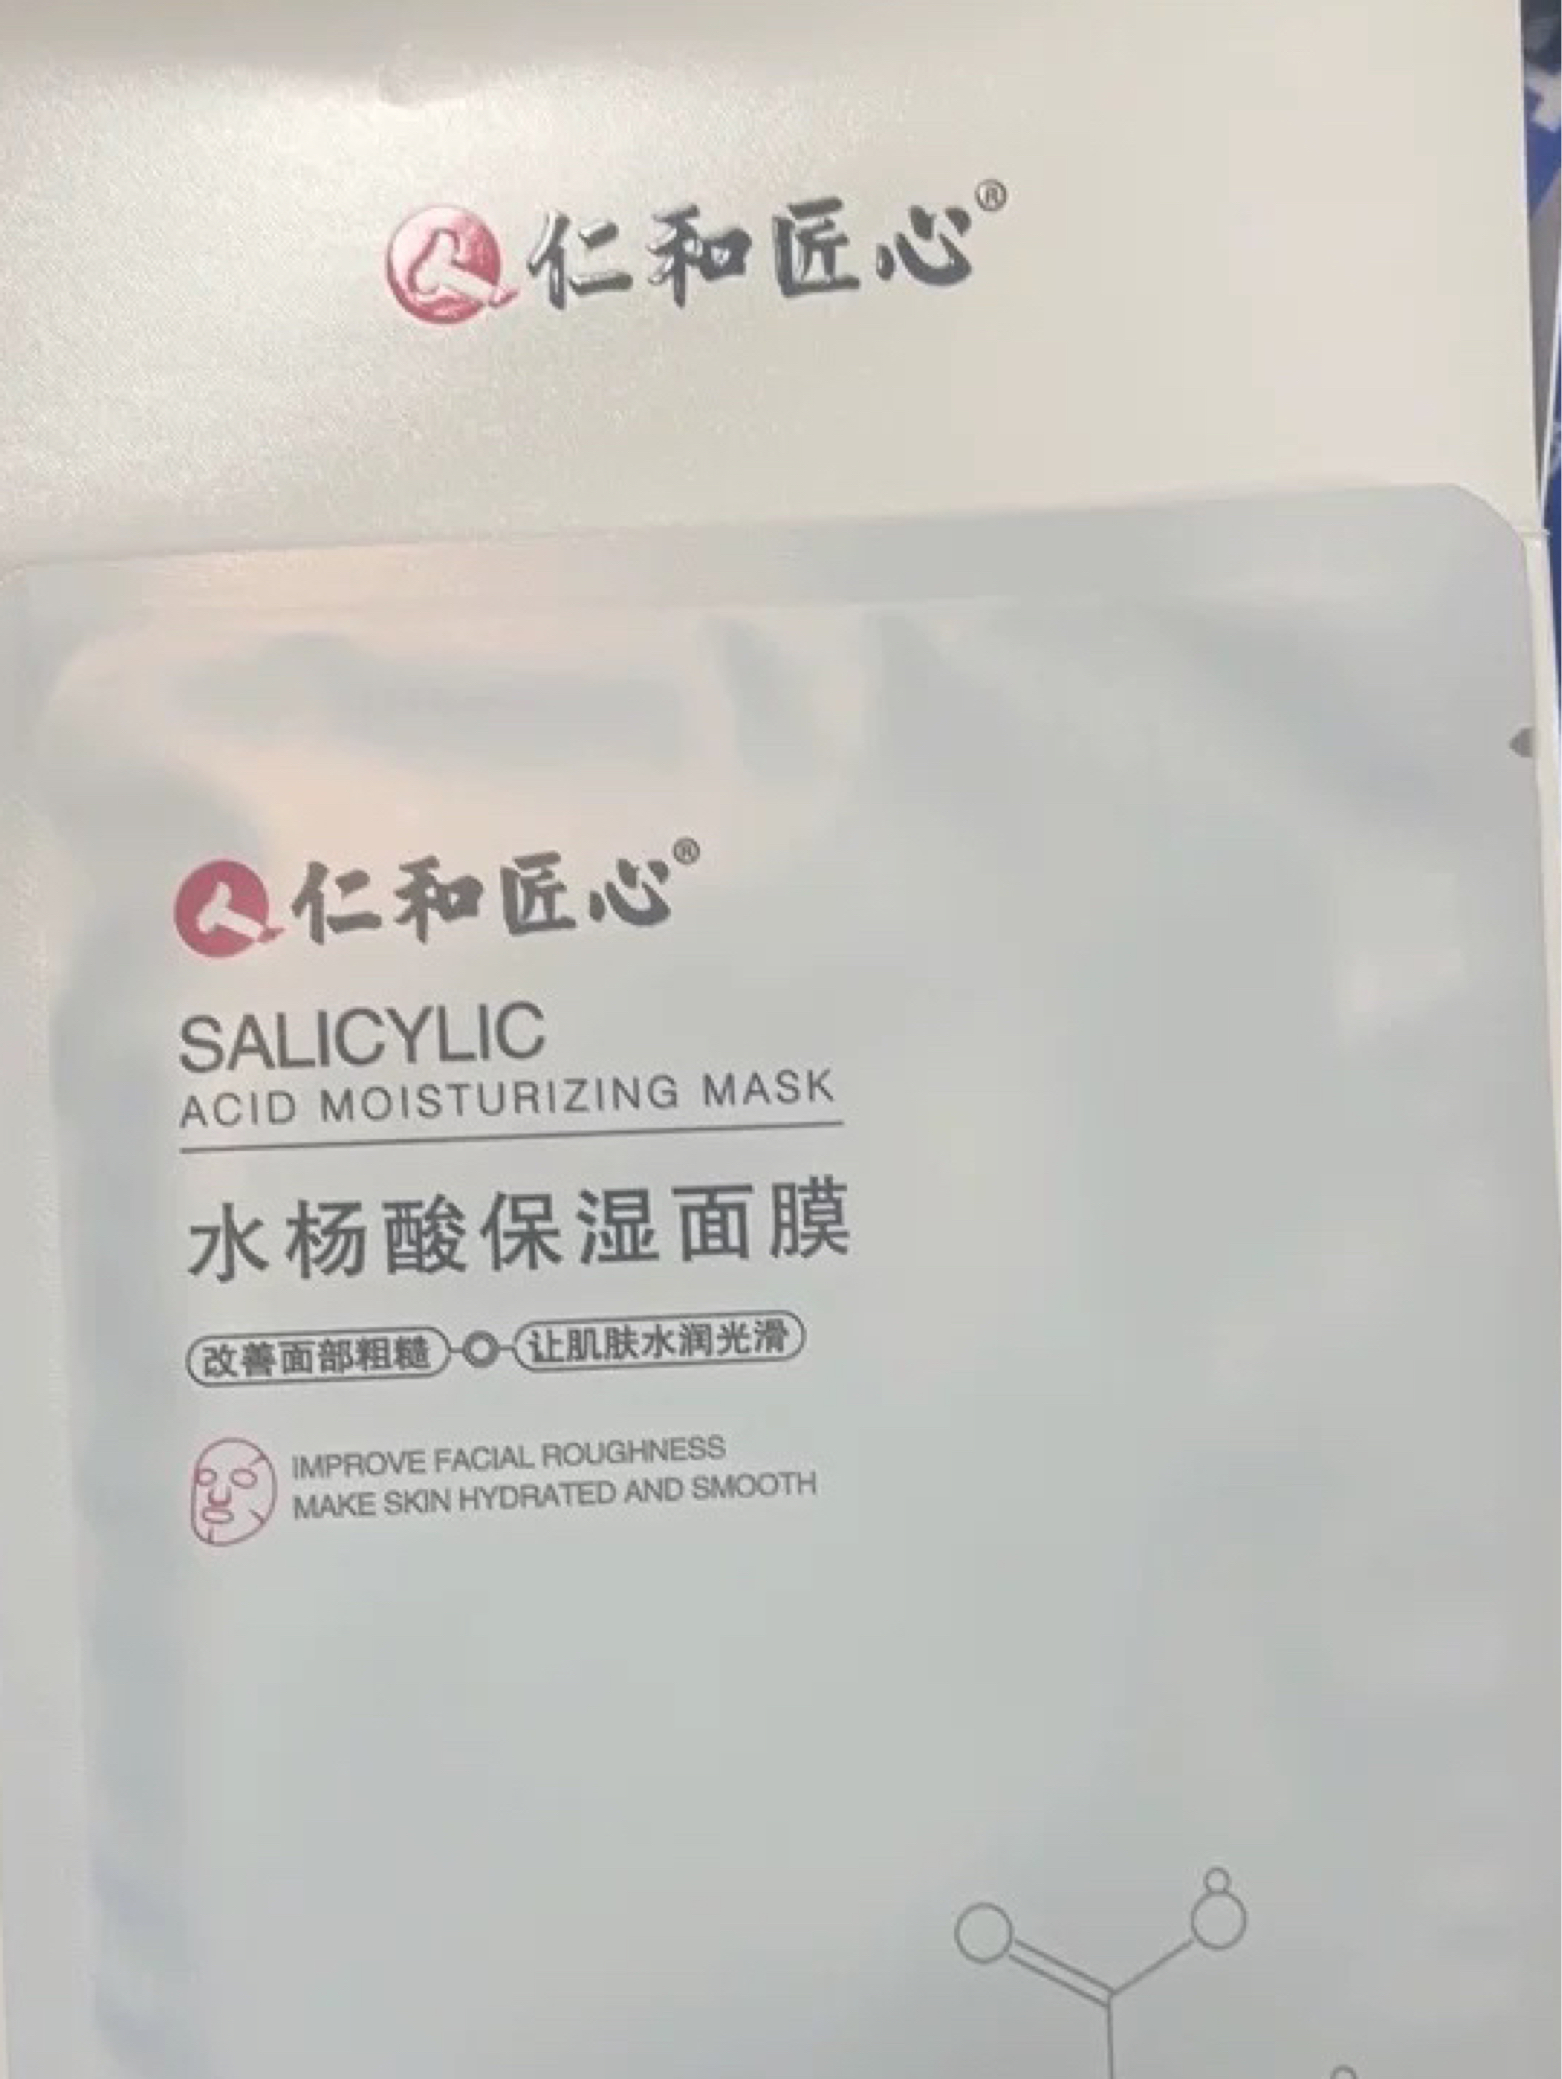 仁和匠心®
仁和匠心®
SALICYLIC
ACID MOISTURIZING MASK
水杨酸保湿面膜
改善面部粗糙 让肌肤水润光滑
IMPROVE FACIAL ROUGHNESS
MAKE SKIN HYDRATED AND SMOOTH